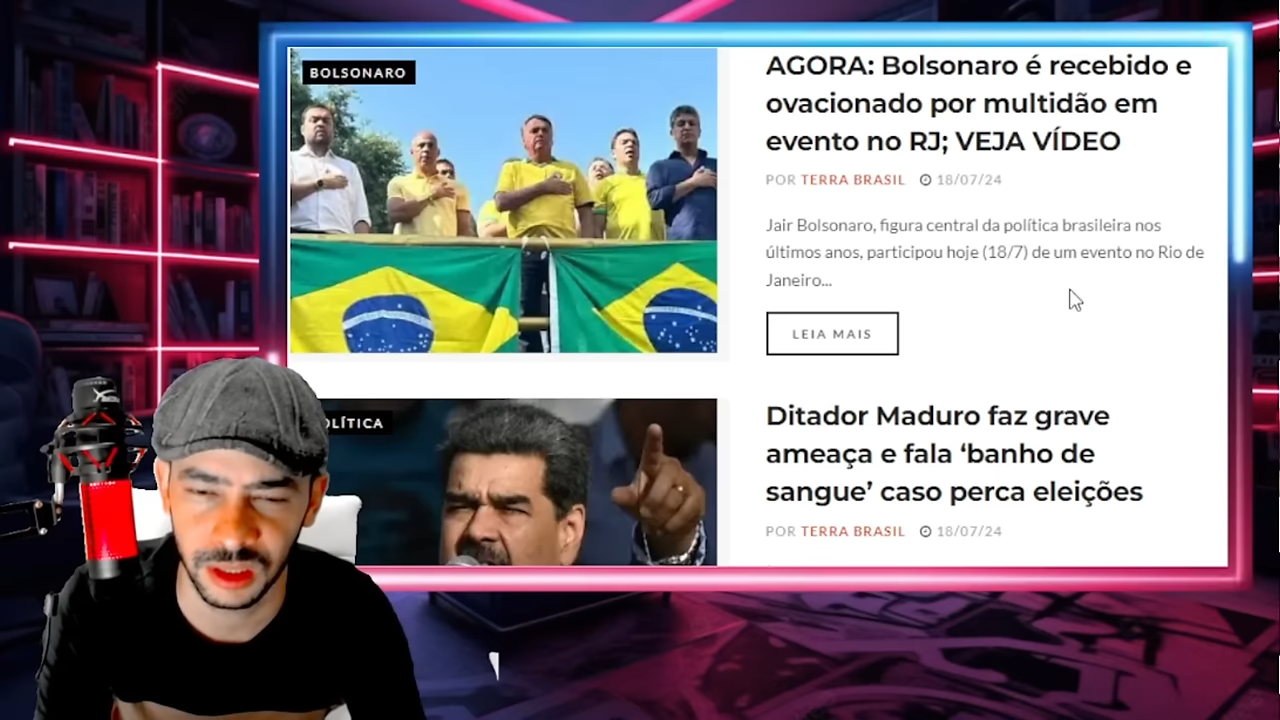 BOLSONARO
AGORA: Bolsonaro é recebido e
ovacionado por multidão em
evento no RJ; VEJA VÍDEO
POR TERRA BRASIL 18/07/24
Jair Bolsonaro, figura central da política brasileira nos
últimos anos, participou hoje (18/7) de um evento no Rio de
Janeiro...
LEIA MAIS
OLÍTICA
Ditador Maduro faz grave
ameaça e fala ‘banho de
sangue’ caso perca eleições
POR TERRA BRASIL 18/07/24